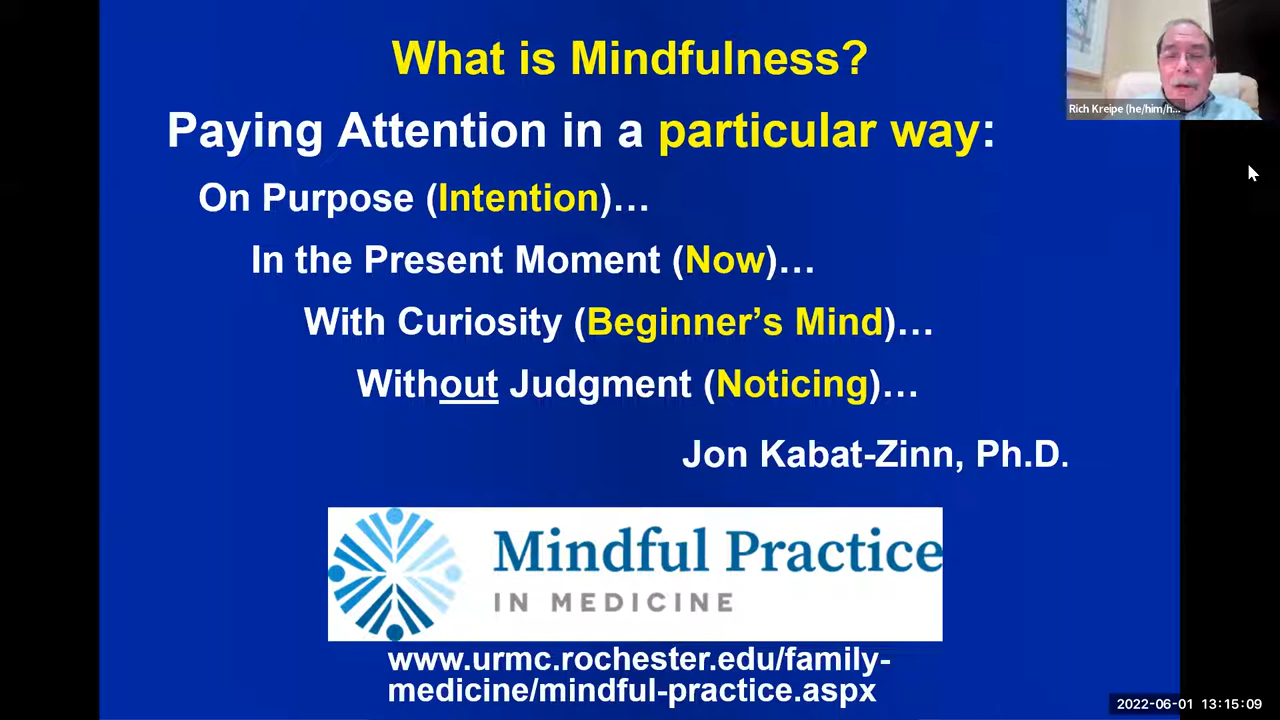 What is Mindfulness?
Paying Attention in a particular way:
On Purpose (Intention)…
In the Present Moment (Now)…
With Curiosity (Beginner’s Mind)…
Without Judgment (Noticing)…
Jon Kabat-Zinn, Ph.D.
Mindful Practice
IN MEDICINE
www.urmc.rochester.edu/family-
medicine/mindful-practice.aspx
Rich Kreipe (he/him/h...
2022-06-01 13:15:09